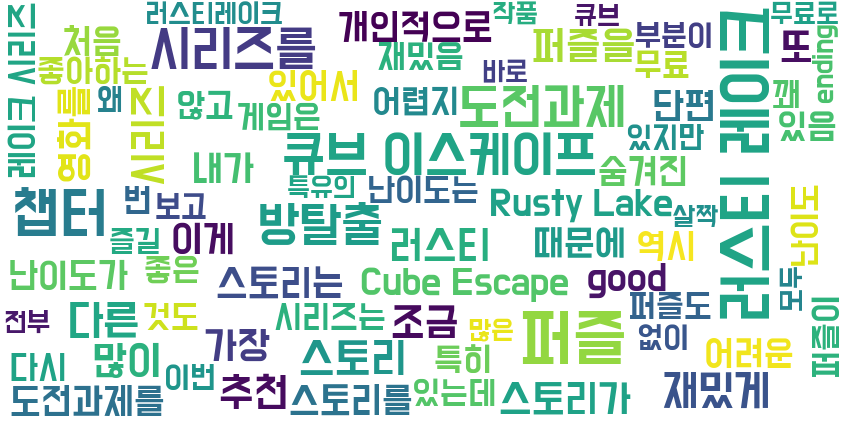 레이크 시리즈
처음
좋아하는
러스티레이크
시리즈를
개인적으로
작품
큐브
무료로
재밌음
퍼즐을
부분이
또
ending
바로
무료
있어서
영화를
왜
시리즈
않고
게임은
어렵지
도전과제
단편
꽤
있음
러스티 레이크
내가
큐브 이스케이프
있지만
숨겨진
챕터
번
보고
특유의
난이도는
Rusty Lake
살짝
난이도
즐길
이게
방탈출
러스티
때문에
역시
난이도가
좋은
스토리는
Cube Escape
good
모두
퍼즐도
전부
다른
것도
시리즈는
조금
많은
퍼즐
없이
퍼즐이
다시
많이
가장
스토리
특히
어려운
도전과제를
이번
추천
스토리를
있는데
스토리가
재밌게